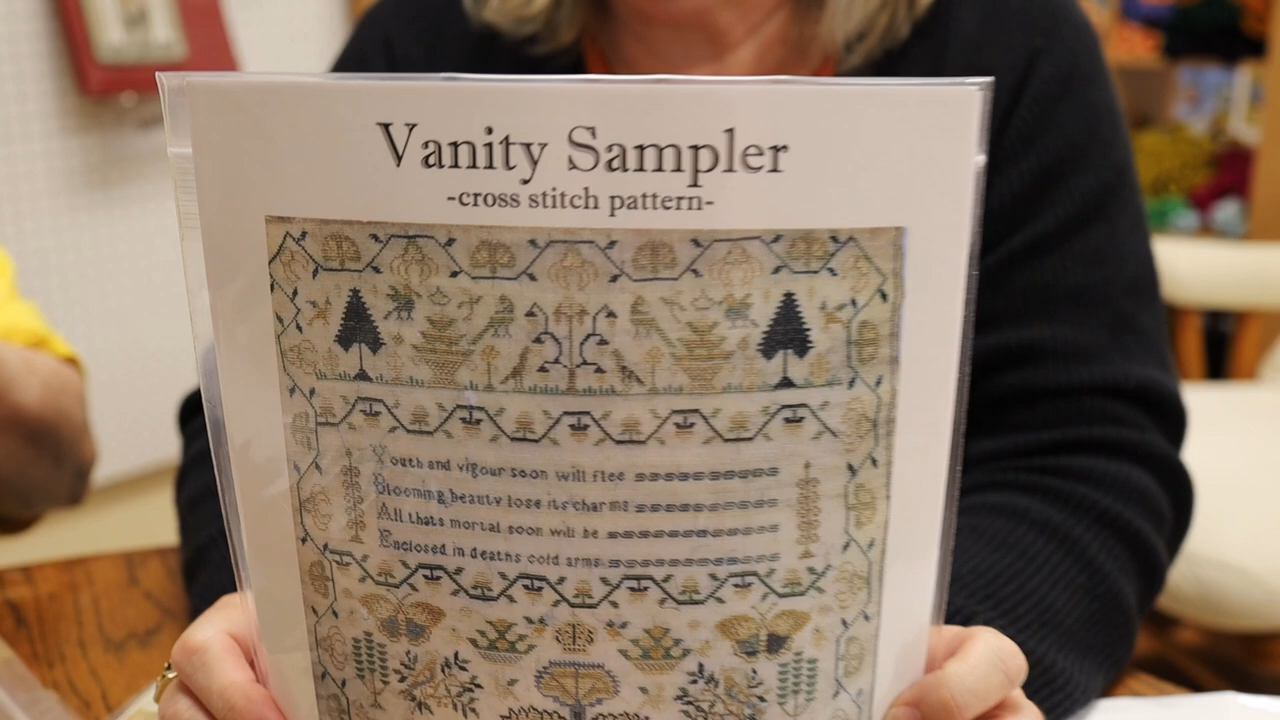 Vanity Sampler
-cross stitch pattern-
Youth and vigour soon will flee
Blooming beauty lose its charms
All thats mortal soon will be
Enclosed in deaths cold arms